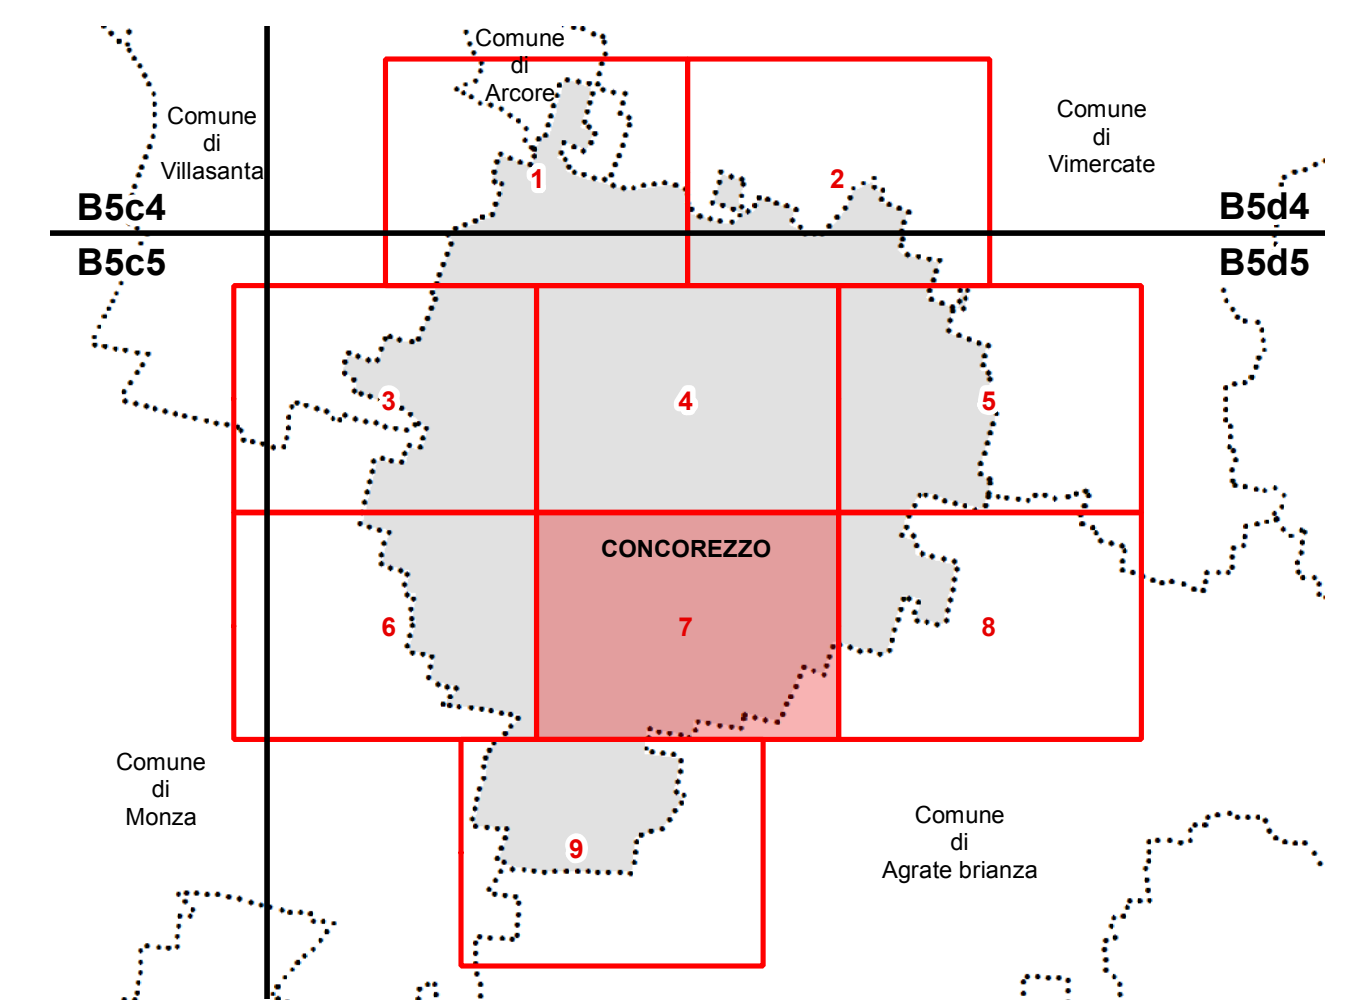 Comune
di
Arcore
Comune
di
Villasanta
Comune
di
Vimercate
1
2
B5c4
B5d4
B5c5
B5d5
3
4
5
CONCOREZZO
6
7
8
Comune
di
Monza
Comune
di
Agrate brianza
9